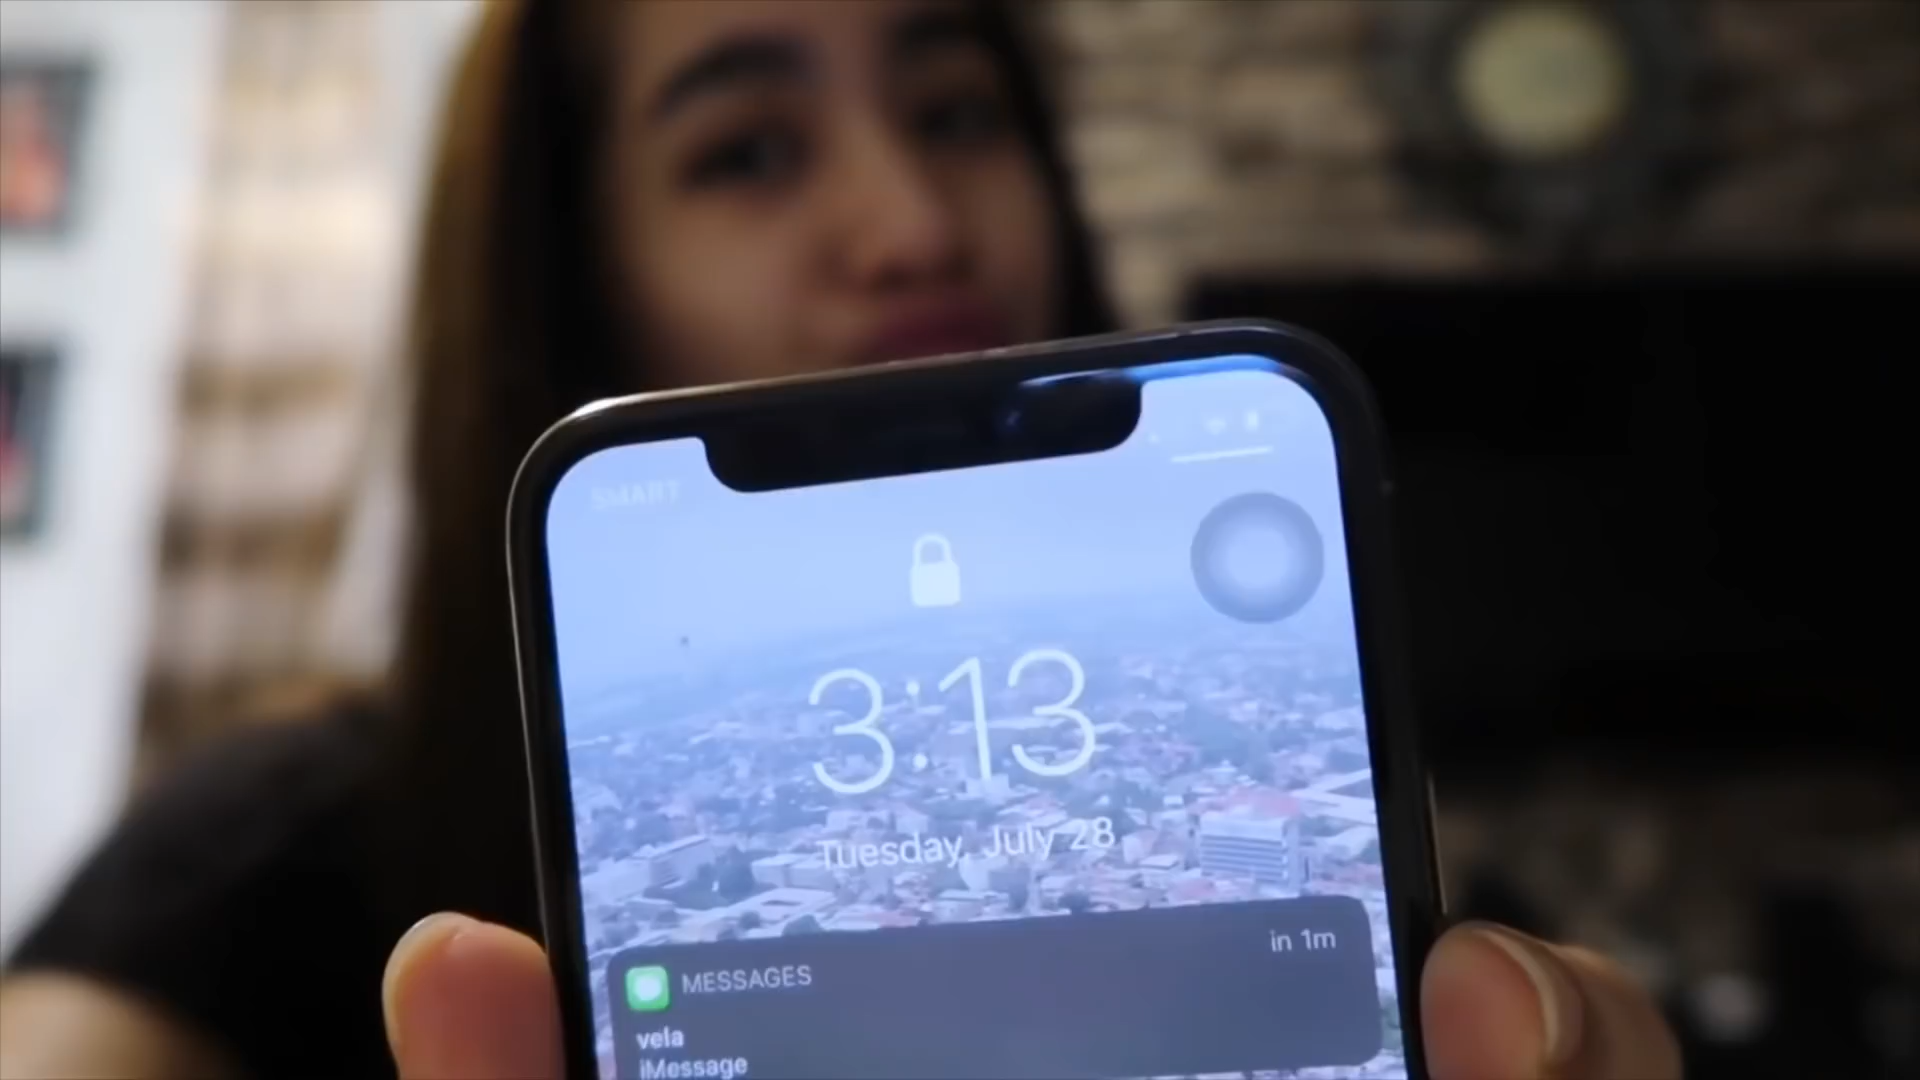 SMART
3:13
Tuesday, July 28
MESSAGES in 1m
vela
iMessage